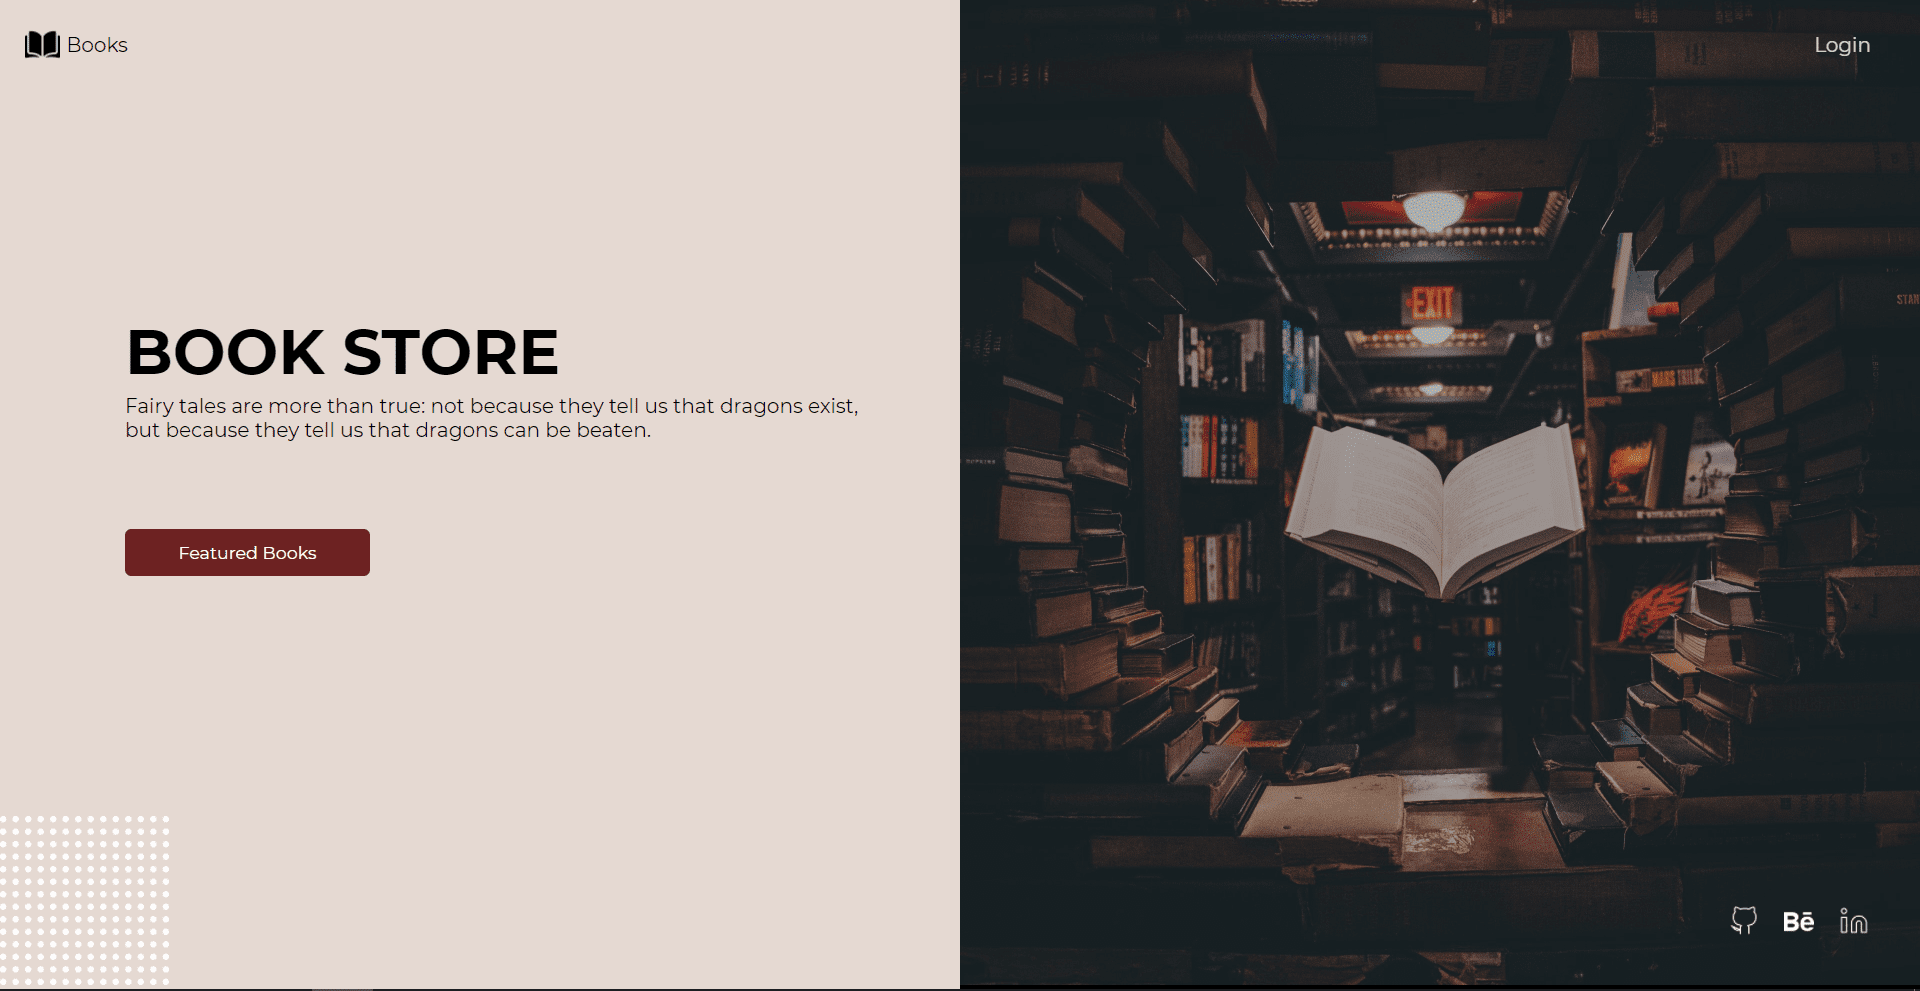 Books
Login
BOOK STORE
Fairy tales are more than true: not because they tell us that dragons exist,
but because they tell us that dragons can be beaten.
Featured Books
EXIT
MARS
Bē
in